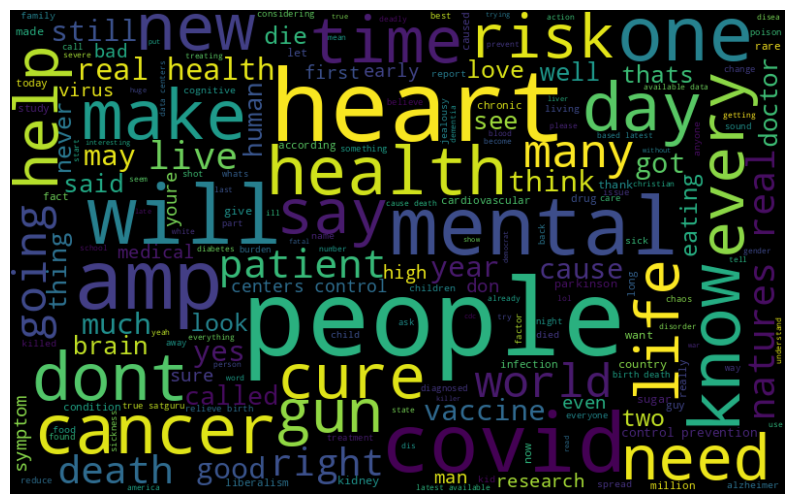 family considering true deadly best trying action disea
made severe call new still die time caused prevent risk one poison
put treating bad let mean report rare
today real health first early love well thats change
virus data centers cognitive huge believe chronic liver available data
study human heart see day doctor
help make jealousy dementia living blood please getting
never interesting start according something become based latest sound
may live health many got every
said youre whats think thank without anyone
fact shot last cardiovascular christian issue eating
will say cause death drug care mental know
going thing give part ill back sick
medical diabetes burden name show gender natures real
amp patient high year cause life tell
centers control don children parkinson long chaos
much look people already lol disorder
yeah brain yes child ask try night died want
killed away everything factor country birth death understand
dont sure person cure infection really way
called word world sugar guy
gun diagnosed vaccine even two
condition true satguru relieve birth state killer everyone use
symptom cancer covid need
food found sickness treatment control prevention
death good right dis now man kid research million
reduce liberalism kidney read spread alzheimer
america latest available